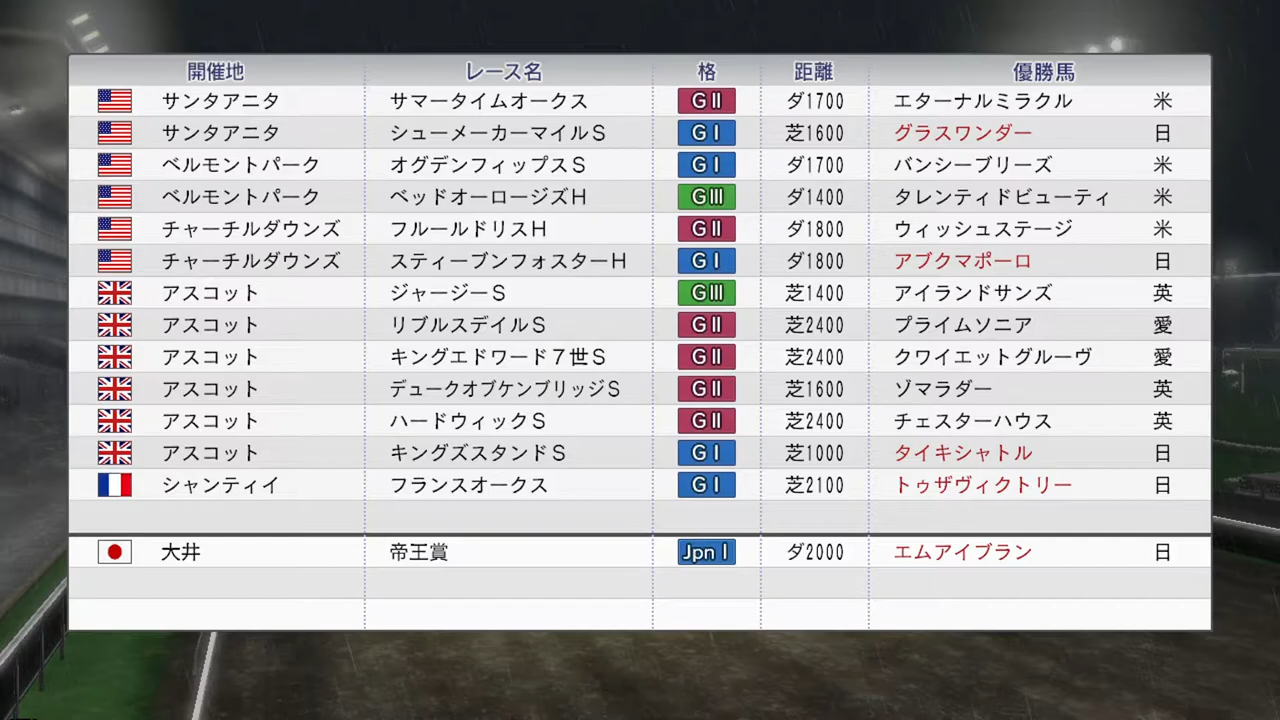 開催地 レース名 格 距離 優勝馬
サンタアニタ サマータイムオークス GⅡ ダ1700 エターナルミラクル 米
サンタアニタ シューメーカーマイルS GⅠ 芝1600 グラスワンダー 日
ベルモントパーク オグデンフィップスS GⅠ ダ1700 バンシーブリーズ 米
ベルモントパーク ベッドオーロージズH GⅢ ダ1400 タレンティドビューティ 米
チャーチルダウンズ フルールドリスH GⅡ ダ1800 ウィッシュステージ 米
チャーチルダウンズ スティーブンフォスターH GⅠ ダ1800 アブクマポーロ 日
アスコット ジャージーS GⅢ 芝1400 アイランドサンズ 英
アスコット リブルスデイルS GⅡ 芝2400 プライムソニア 愛
アスコット キングエドワード7世S GⅡ 芝2400 クワイエットグルーヴ 愛
アスコット デュークオブケンブリッジS GⅡ 芝1600 ゾマラダー 英
アスコット ハードウィックS GⅡ 芝2400 チェスターハウス 英
アスコット キングズスタンドS GⅠ 芝1000 タイキシャトル 日
シャンティイ フランスオークス GⅠ 芝2100 トゥザヴィクトリー 日
大井 帝王賞 JpnⅠ ダ2000 エムアイブラン 日